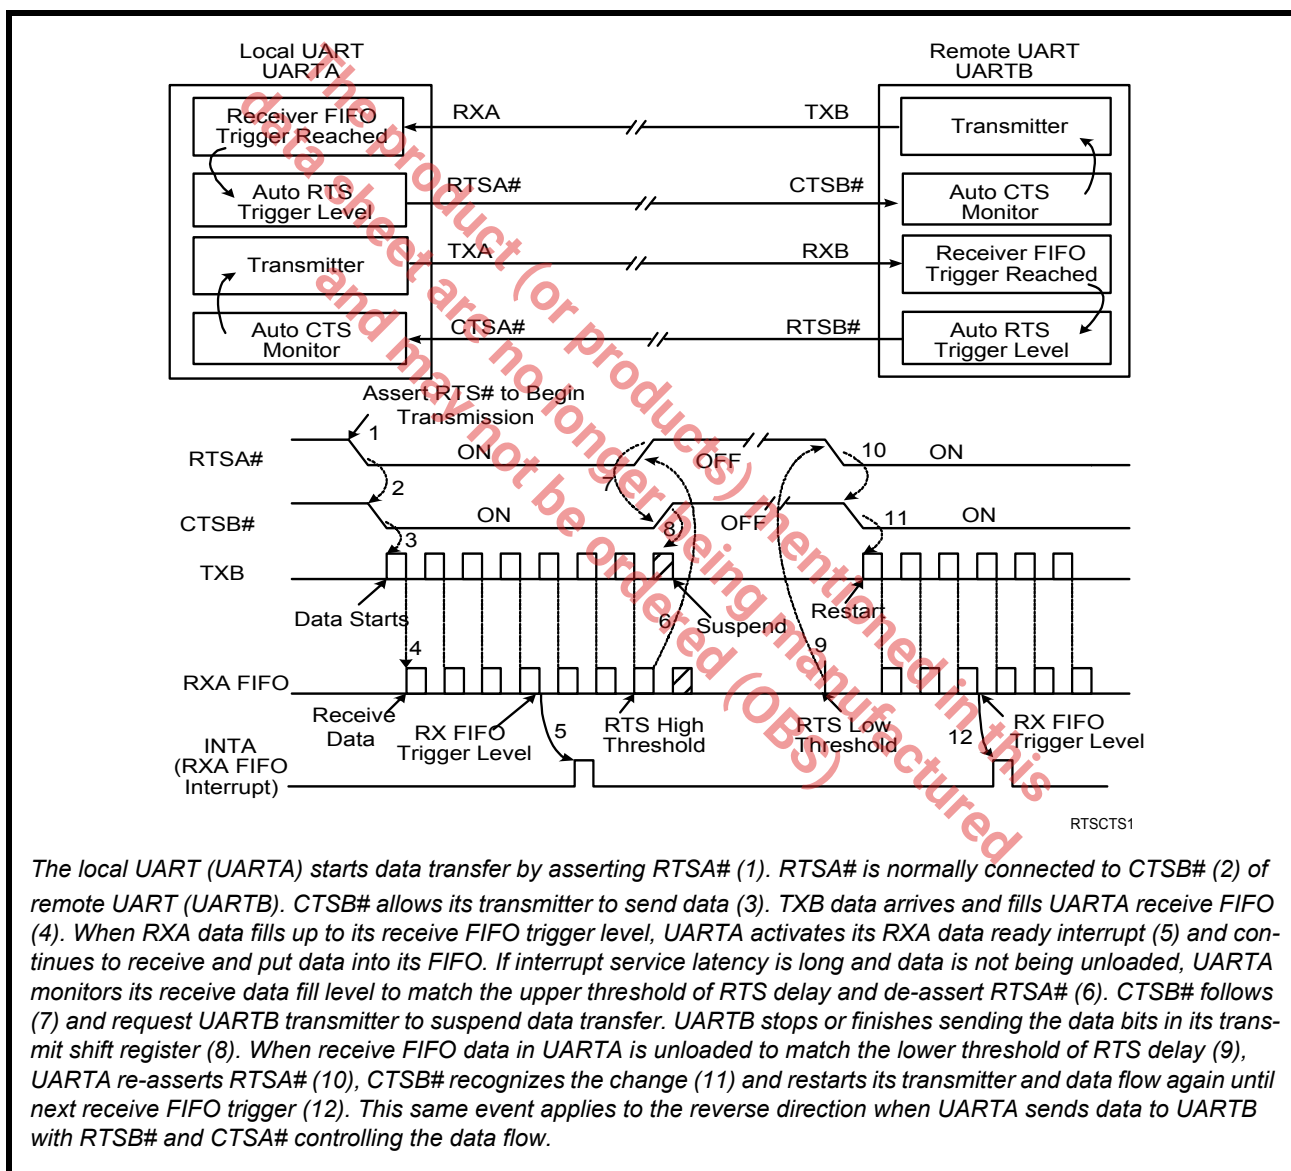 Local UART
UARTA
Remote UART
UARTB
Receiver FIFO
Trigger Reached
RXA
TXB
Transmitter
Auto RTS
Trigger Level
RTSA#
CTSB#
Auto CTS
Monitor
Transmitter
TXA
RXB
Receiver FIFO
Trigger Reached
Auto CTS
Monitor
CTSA#
RTSB#
Auto RTS
Trigger Level
Assert RTS# to Begin
Transmission
RTSA#
1
ON
7
OFF
10
ON
2
CTSB#
ON
8
OFF
11
ON
3
TXB
Data Starts
6
Suspend
Restart
4
9
RXA FIFO
Receive
Data
RX FIFO
Trigger Level
5
RTS High
Threshold
RTS Low
Threshold
12
RX FIFO
Trigger Level
INTA
(RXA FIFO
Interrupt)
RTSCTS1
The product (or products) mentioned in this
data sheet are no longer being manufactured
and may not be ordered (OBS)
The local UART (UARTA) starts data transfer by asserting RTSA# (1). RTSA# is normally connected to CTSB# (2) of
remote UART (UARTB). CTSB# allows its transmitter to send data (3). TXB data arrives and fills UARTA receive FIFO
(4). When RXA data fills up to its receive FIFO trigger level, UARTA activates its RXA data ready interrupt (5) and con-
tinues to receive and put data into its FIFO. If interrupt service latency is long and data is not being unloaded, UARTA
monitors its receive data fill level to match the upper threshold of RTS delay and de-assert RTSA# (6). CTSB# follows
(7) and request UARTB transmitter to suspend data transfer. UARTB stops or finishes sending the data bits in its trans-
mit shift register (8). When receive FIFO data in UARTA is unloaded to match the lower threshold of RTS delay (9),
UARTA re-asserts RTSA# (10), CTSB# recognizes the change (11) and restarts its transmitter and data flow again until
next receive FIFO trigger (12). This same event applies to the reverse direction when UARTA sends data to UARTB
with RTSB# and CTSA# controlling the data flow.